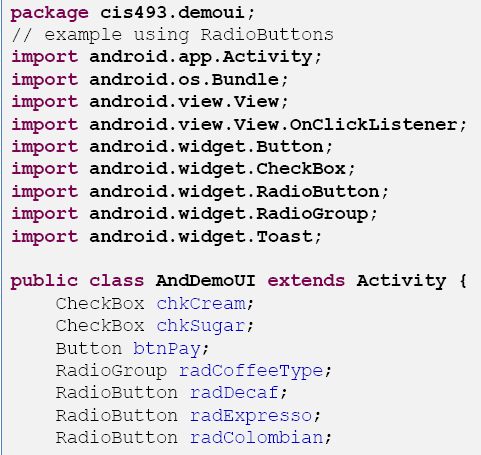 package cis493.demoui;
// example using RadioButtons
import android.app.Activity;
import android.os.Bundle;
import android.view.View;
import android.view.View.OnClickListener;
import android.widget.Button;
import android.widget.CheckBox;
import android.widget.RadioButton;
import android.widget.RadioGroup;
import android.widget.Toast;

public class AndDemoUI extends Activity {
    CheckBox chkCream;
    CheckBox chkSugar;
    Button btnPay;
    RadioGroup radCoffeeType;
    RadioButton radDecaf;
    RadioButton radExpresso;
    RadioButton radColombian;